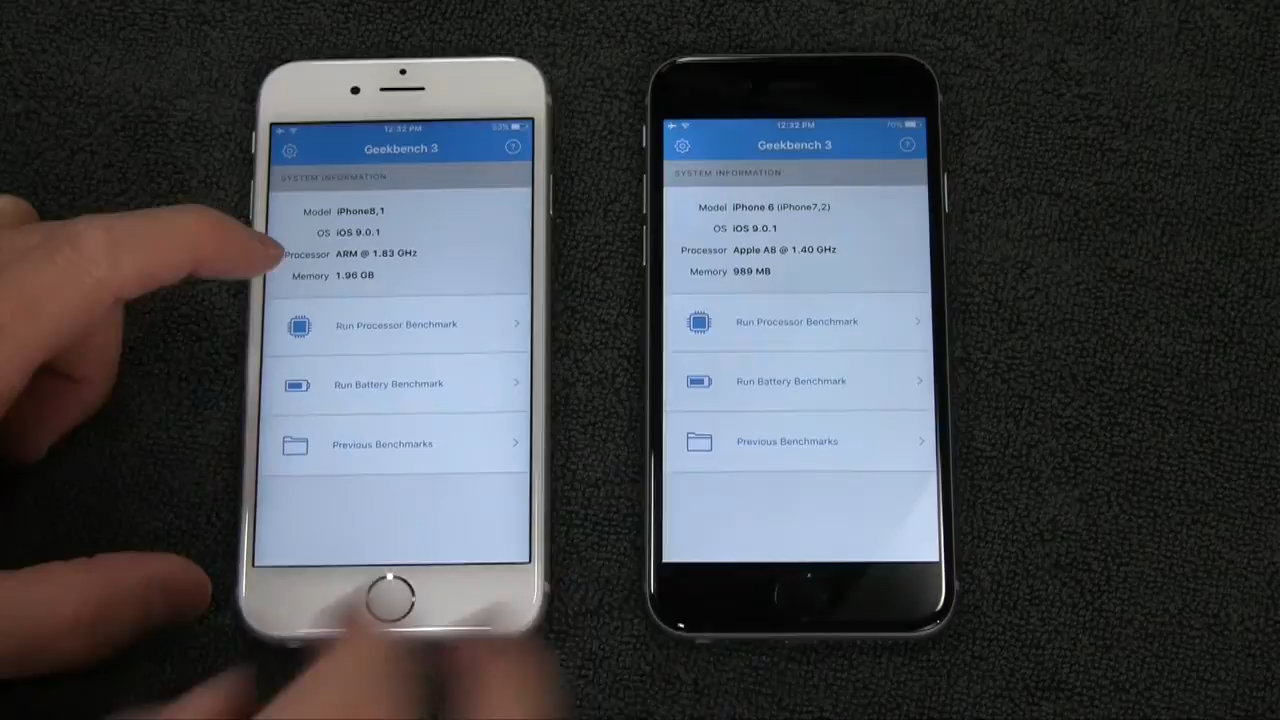 12:32 PM
53%
Geekbench 3
?
SYSTEM INFORMATION
Model iPhone8,1
OS iOS 9.0.1
Processor ARM @ 1.83 GHz
Memory 1.96 GB
Run Processor Benchmark
Run Battery Benchmark
Previous Benchmarks
12:32 PM
70%
Geekbench 3
?
SYSTEM INFORMATION
Model iPhone 6 (iPhone7,2)
OS iOS 9.0.1
Processor Apple A8 @ 1.40 GHz
Memory 989 MB
Run Processor Benchmark
Run Battery Benchmark
Previous Benchmarks